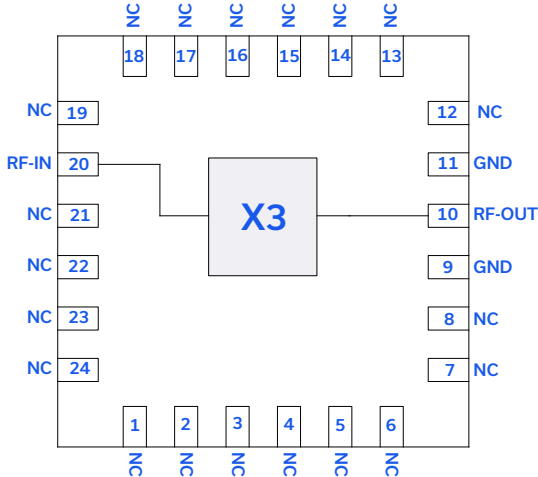 NC NC NC NC NC NC
18 17 16 15 14 13
NC 19 12 NC
RF-IN 20 11 GND
NC 21 X3 10 RF-OUT
NC 22 9 GND
NC 23 8 NC
NC 24 7 NC
1 2 3 4 5 6
NC NC NC NC NC NC